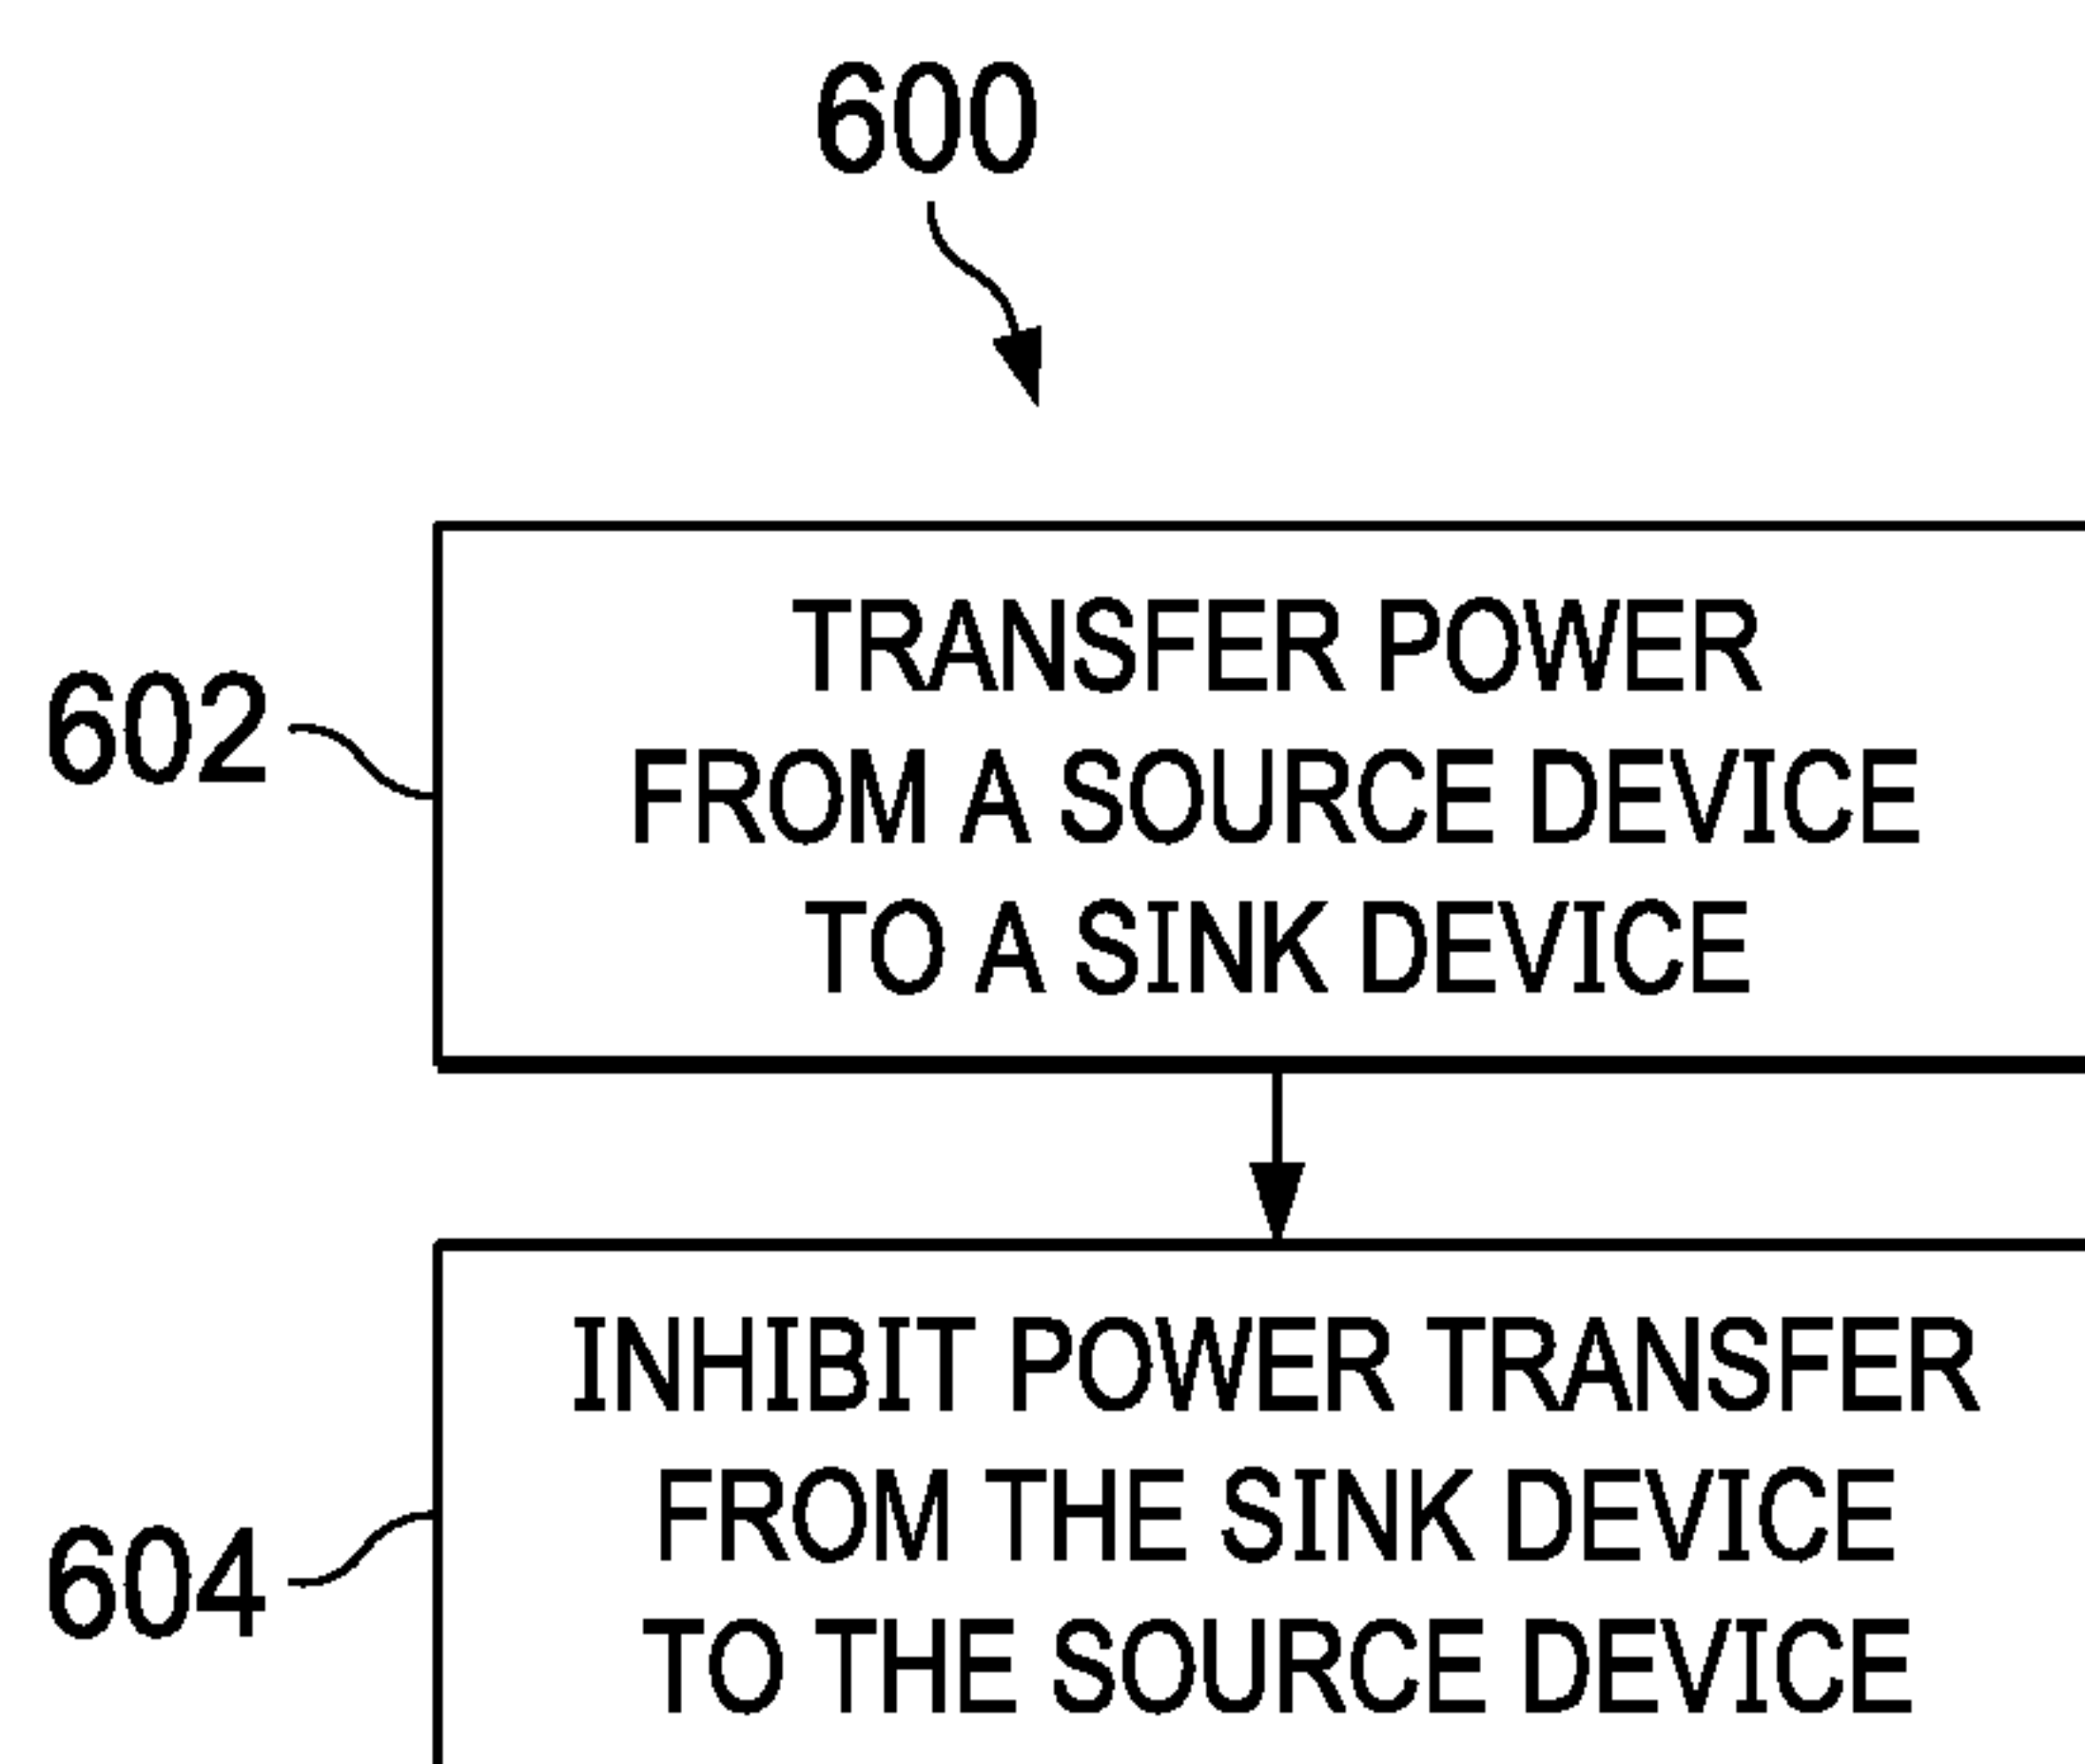 600
602
TRANSFER POWER
FROM A SOURCE DEVICE
TO A SINK DEVICE
604
INHIBIT POWER TRANSFER
FROM THE SINK DEVICE
TO THE SOURCE DEVICE